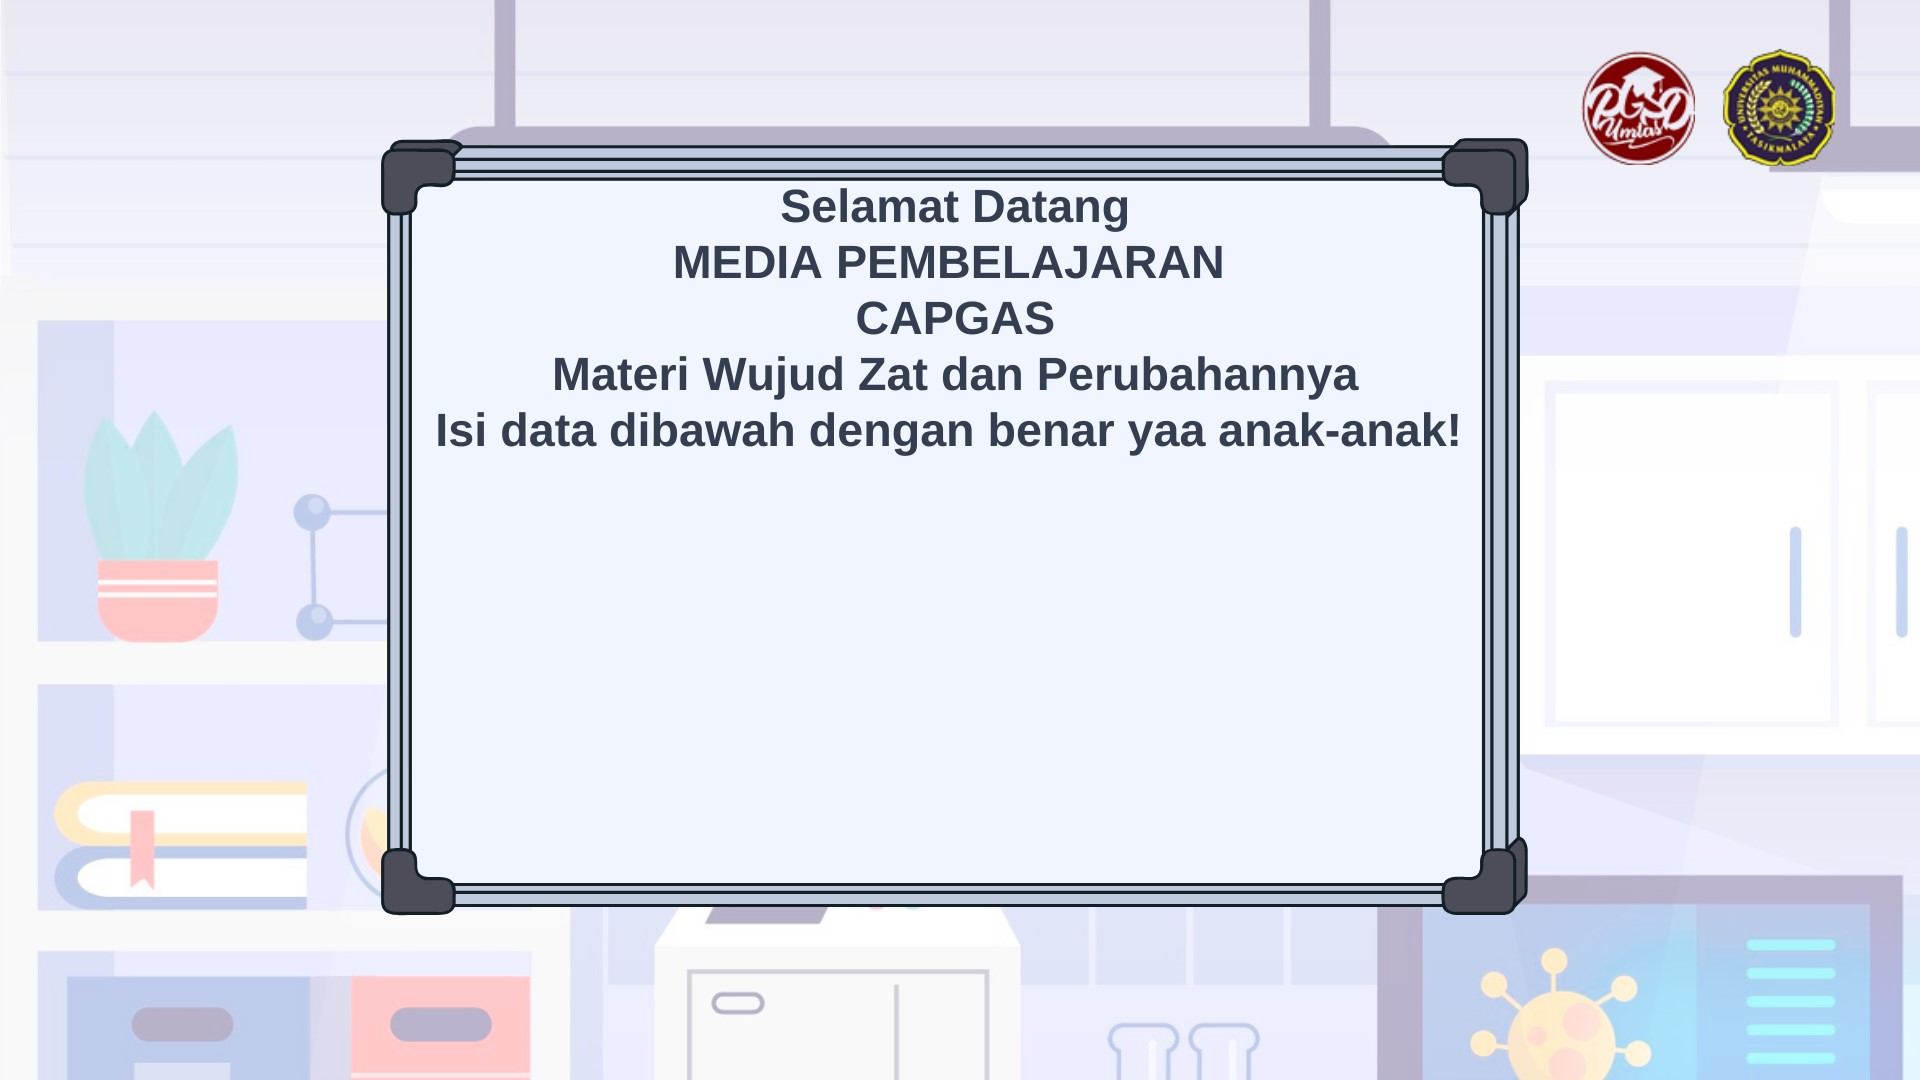 PGSD
Umtas
UNIVERSITAS MUHAMMADIYAH
TASIKMALAYA
Selamat Datang
MEDIA PEMBELAJARAN
CAPGAS
Materi Wujud Zat dan Perubahannya
Isi data dibawah dengan benar yaa anak-anak!